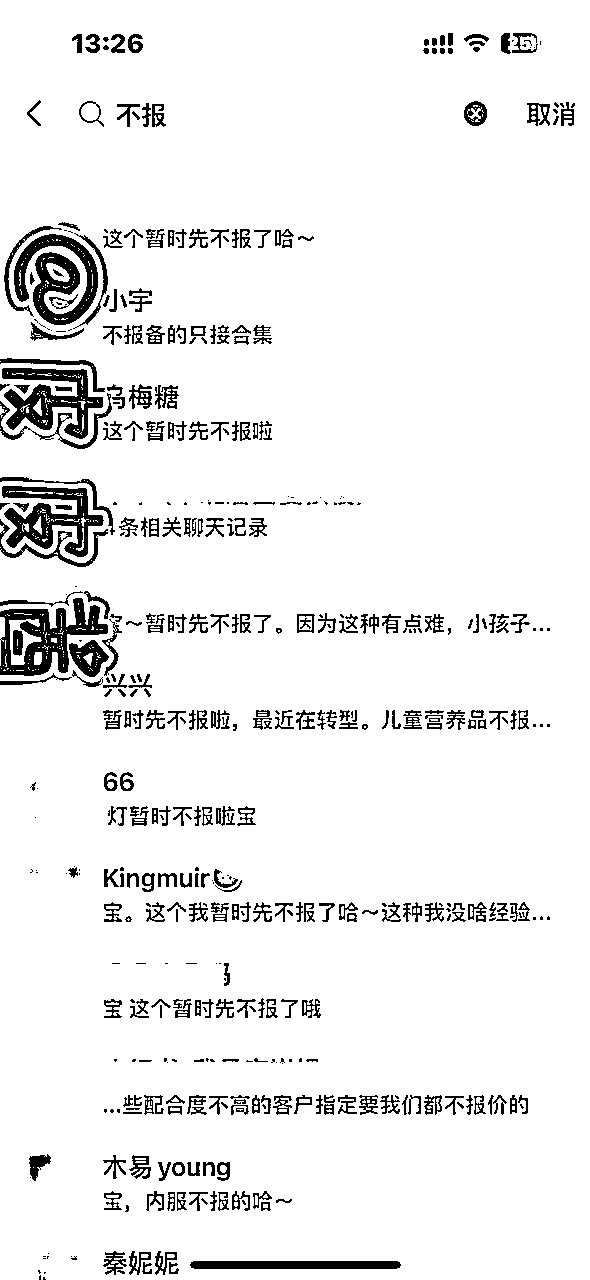 13:26
25
不报
取消
这个暂时先不报了哈～
小宇
不报备的只接合集
乌梅糖
这个暂时先不报啦
条相关聊天记录
宝～暂时先不报了。因为这种有点难，小孩子...
兴兴
暂时先不报啦，最近在转型。儿童营养品不报...
66
灯暂时不报啦宝
Kingmuir🍉
宝。这个我暂时先不报了哈～这种我没啥经验...
宝 这个暂时先不报了哦
...些配合度不高的客户指定要我们都不报价的
木易 young
宝，内服不报的哈～
秦妮妮